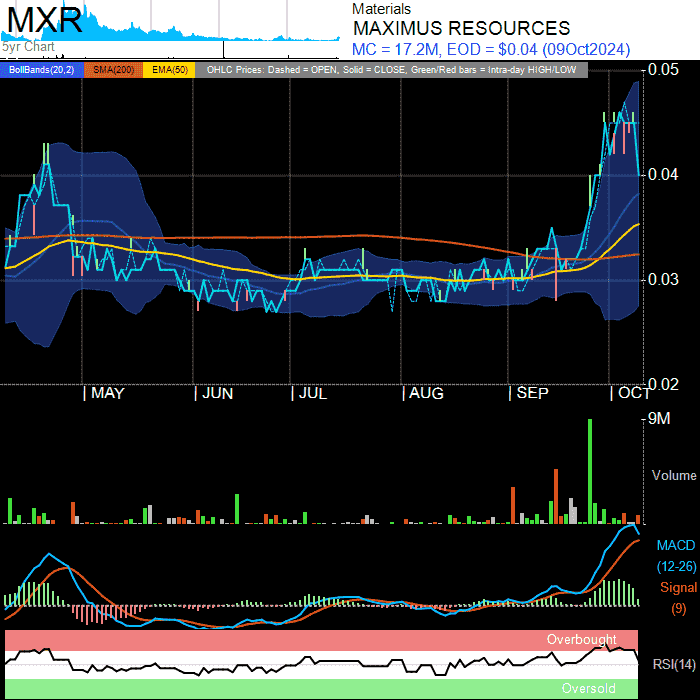 MXR
5yr Chart
Materials
MAXIMUS RESOURCES
MC = 17.2M, EOD = $0.04 (09Oct2024)
BollBands(20,2) SMA(200) EMA(50) OHLC Prices: Dashed = OPEN, Solid = CLOSE, Green/Red bars = Intra-day HIGH/LOW
0.05
0.04
0.03
0.02
MAY JUN JUL AUG SEP OCT
9M
Volume
MACD
(12-26)
Signal
(9)
Overbought
RSI(14)
Oversold